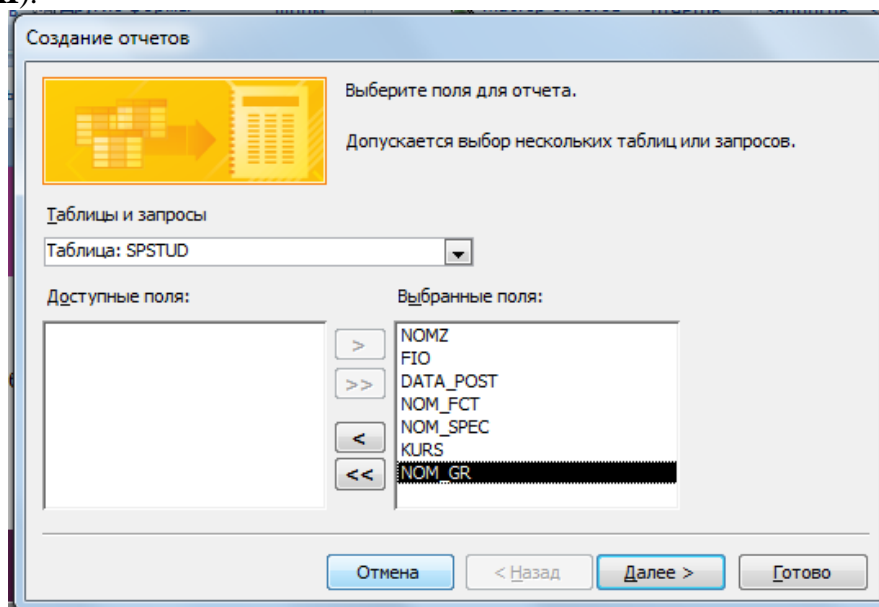 Создание отчетов
Выберите поля для отчета.
Допускается выбор нескольких таблиц или запросов.
Таблицы и запросы
Таблица: SPSTUD
Доступные поля:
Выбранные поля:
>
>>
<
<<
NOMZ
FIO
DATA_POST
NOM_FCT
NOM_SPEC
KURS
NOM_GR
Отмена
< Назад
Далее >
Готово